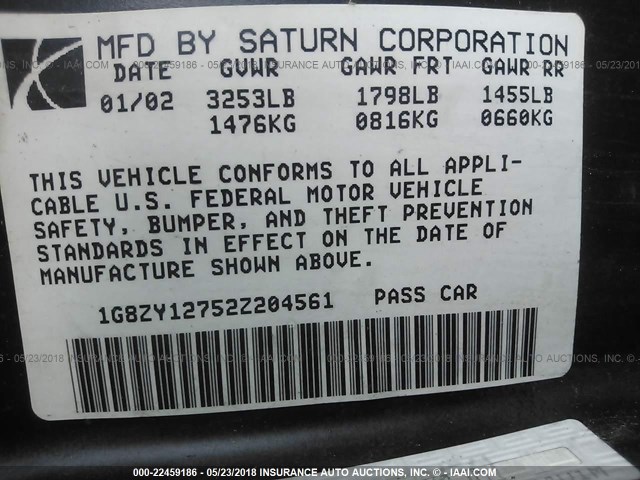 MFD BY SATURN CORPORATION
DATE GVWR GAWR FRT GAWR RR
01/02 3253LB 1798LB 1455LB
1476KG 0816KG 0660KG
THIS VEHICLE CONFORMS TO ALL APPLI-
CABLE U.S. FEDERAL MOTOR VEHICLE
SAFETY, BUMPER, AND THEFT PREVENTION
STANDARDS IN EFFECT ON THE DATE OF
MANUFACTURE SHOWN ABOVE.
1G8ZY12752Z204561 PASS CAR
000-22459186 - 05/23/2018 INSURANCE AUTO AUCTIONS, INC. - © - IAAI.COM